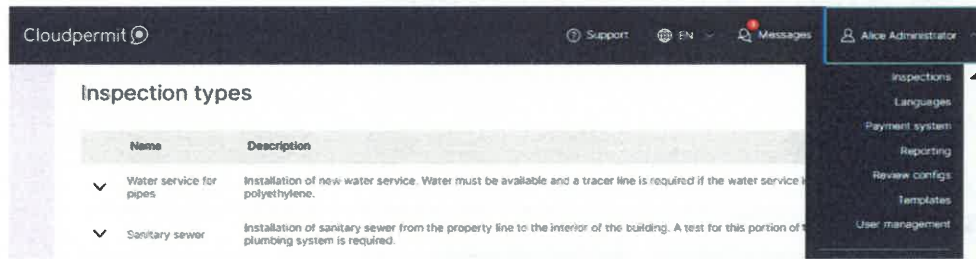 Cloudpermit
Support
EN
Messages
Alice Administrator
Inspections
Languages
Payment system
Reporting
Review configs
Templates
User management
Inspection types
Name Description
Water service for pipes
Installation of new water service. Water must be available and a tracer line is required if the water service
polyethylene.
Sanitary sewer
Installation of sanitary sewer from the property line to the interior of the building. A test for this portion of
plumbing system is required.